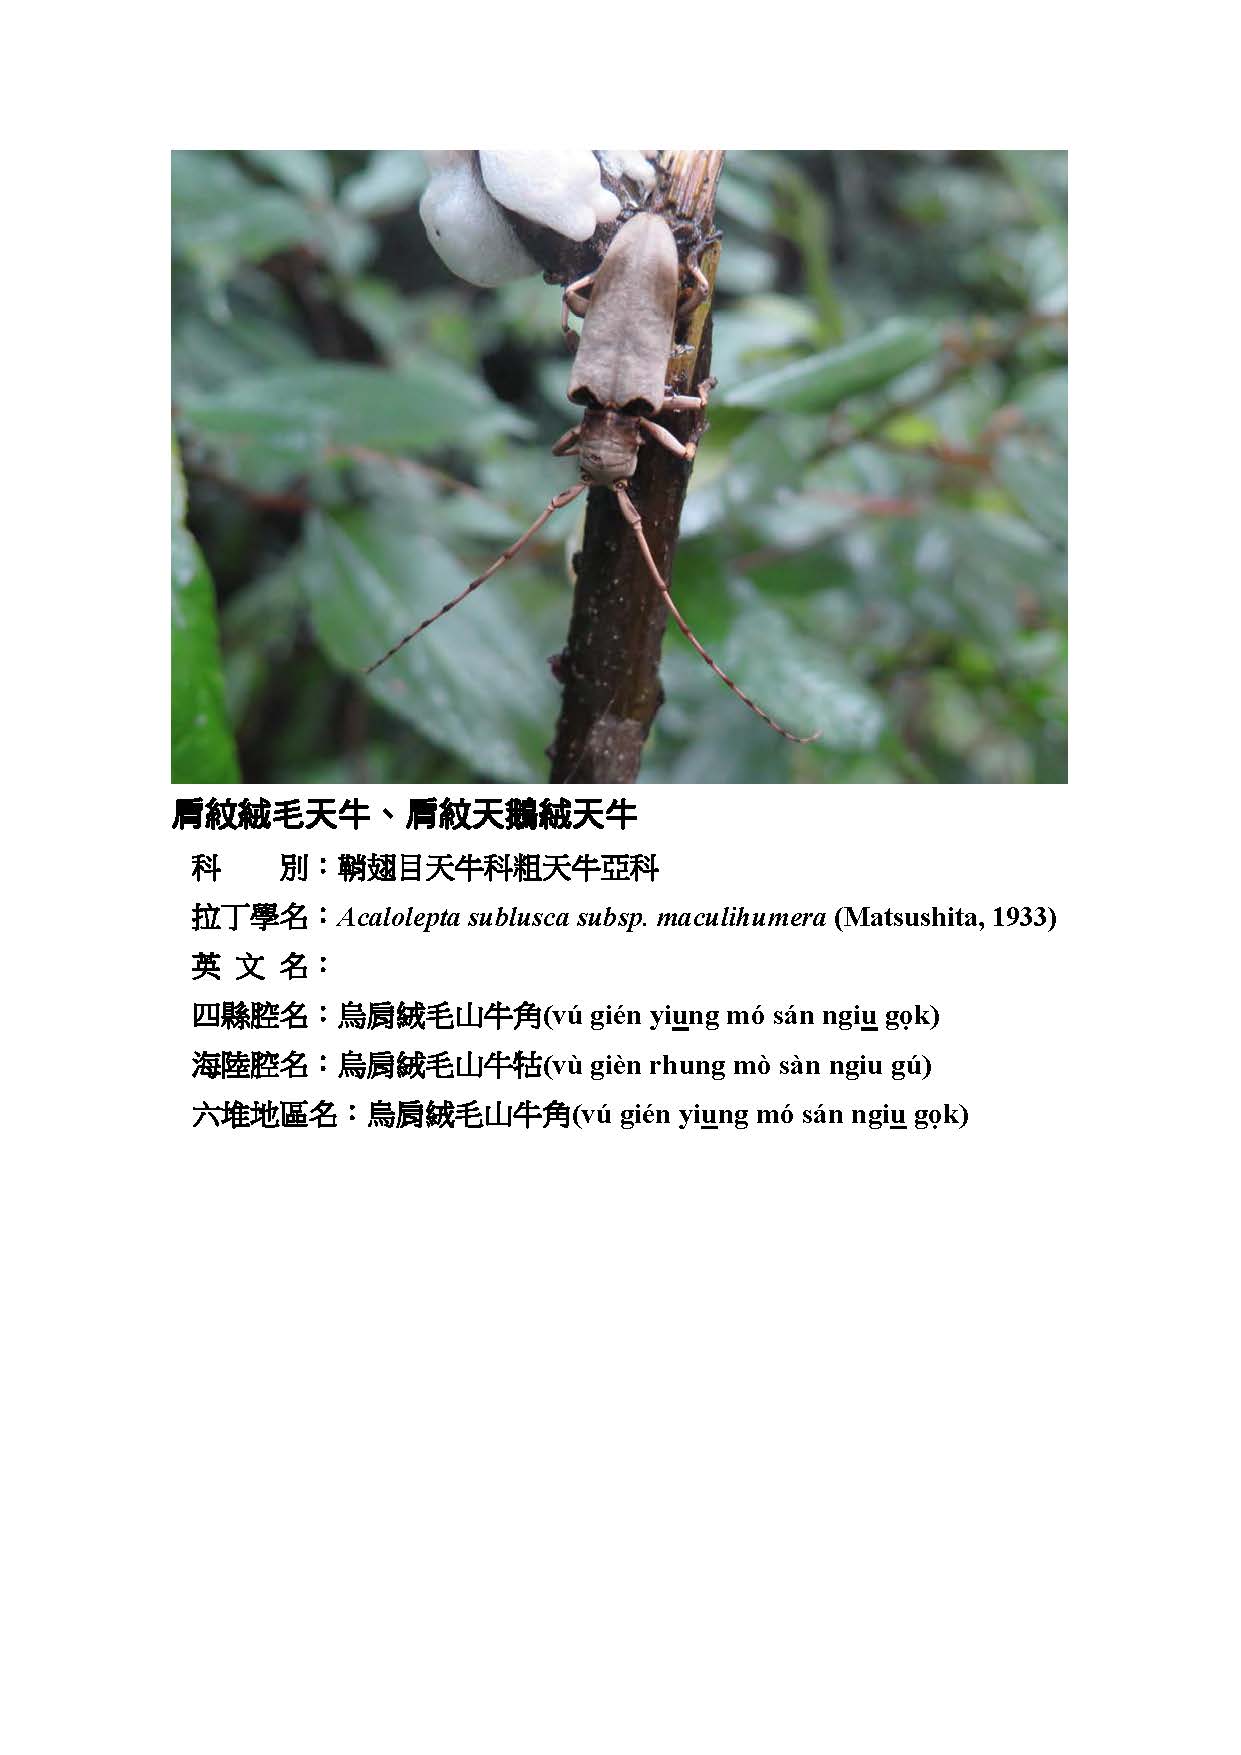 肩紋絨毛天牛、肩紋天鵝絨天牛
科　　別：鞘翅目天牛科粗天牛亞科
拉丁學名：Acalolepta sublusca subsp. maculihumera (Matsushita, 1933)
英 文 名：
四縣腔名：烏肩絨毛山牛角(vú gién yiung mó sán ngiu gọk)
海陸腔名：烏肩絨毛山牛牯(vù gièn rhung mò sàn ngiu gú)
六堆地區名：烏肩絨毛山牛角(vú gién yiung mó sán ngiu gọk)